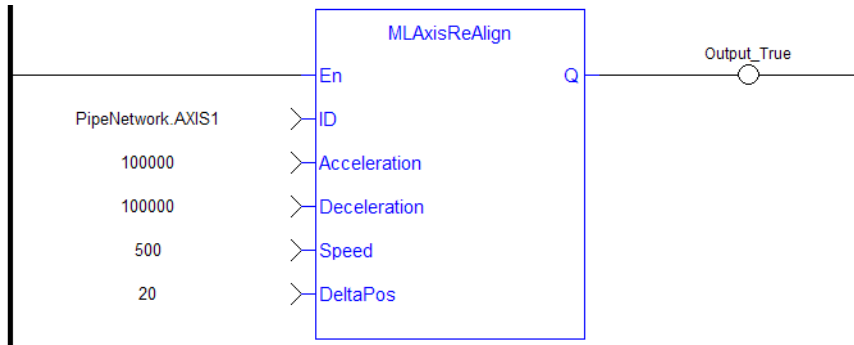 MLAxisReAlign
Output_True
En Q
PipeNetwork.AXIS1 ID
100000 Acceleration
100000 Deceleration
500 Speed
20 DeltaPos